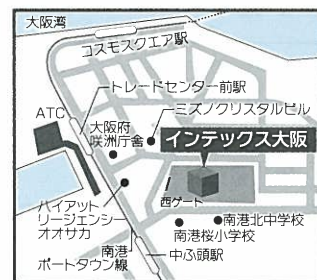 大阪湾
コスモスクエア駅
トレードセンター前駅
ATC
大阪府
咲洲庁舎
ミズノクリスタルビル
インテックス大阪
西ゲート
ハイアット
リージェンシー
オオサカ
南港
ポートタウン線
中ふ頭駅
南港北中学校
南港桜小学校